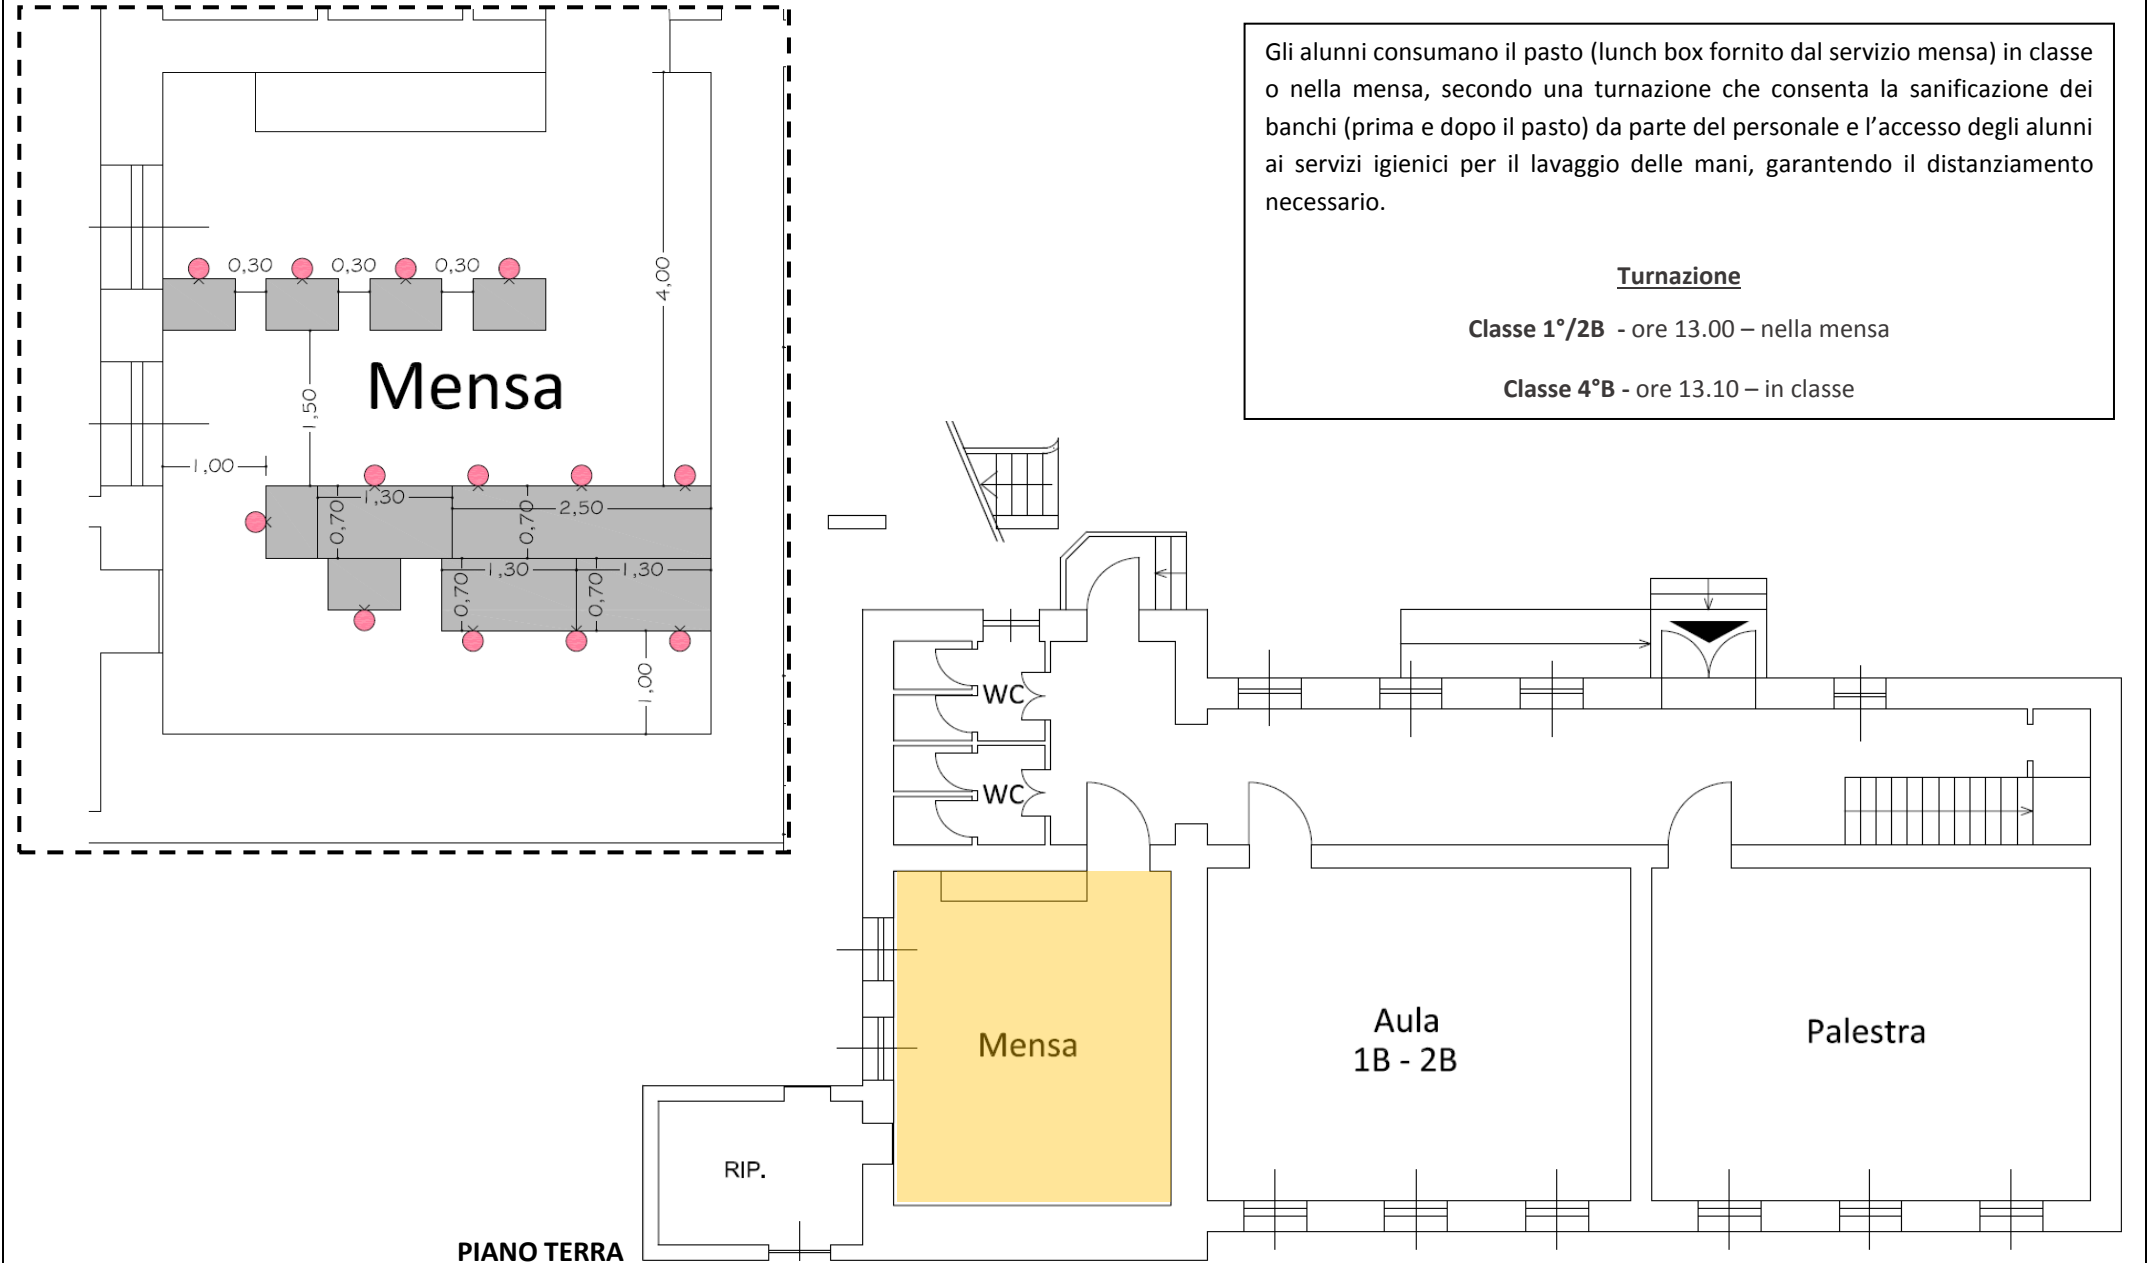 Gli alunni consumano il pasto (lunch box fornito dal servizio mensa) in classe
o nella mensa, secondo una turnazione che consenta la sanificazione dei
banchi (prima e dopo il pasto) da parte del personale e l’accesso degli alunni
ai servizi igienici per il lavaggio delle mani, garantendo il distanziamento
necessario.
Turnazione
Classe 1°/2B - ore 13.00 – nella mensa
Classe 4°B - ore 13.10 – in classe
0,30 0,30 0,30
4,00
Mensa
1,50
1,00
1,30
0,70
0,70
2,50
1,30
1,30
0,70
0,70
1,00
WC
WC
Mensa
Aula
1B - 2B
Palestra
RIP.
PIANO TERRA